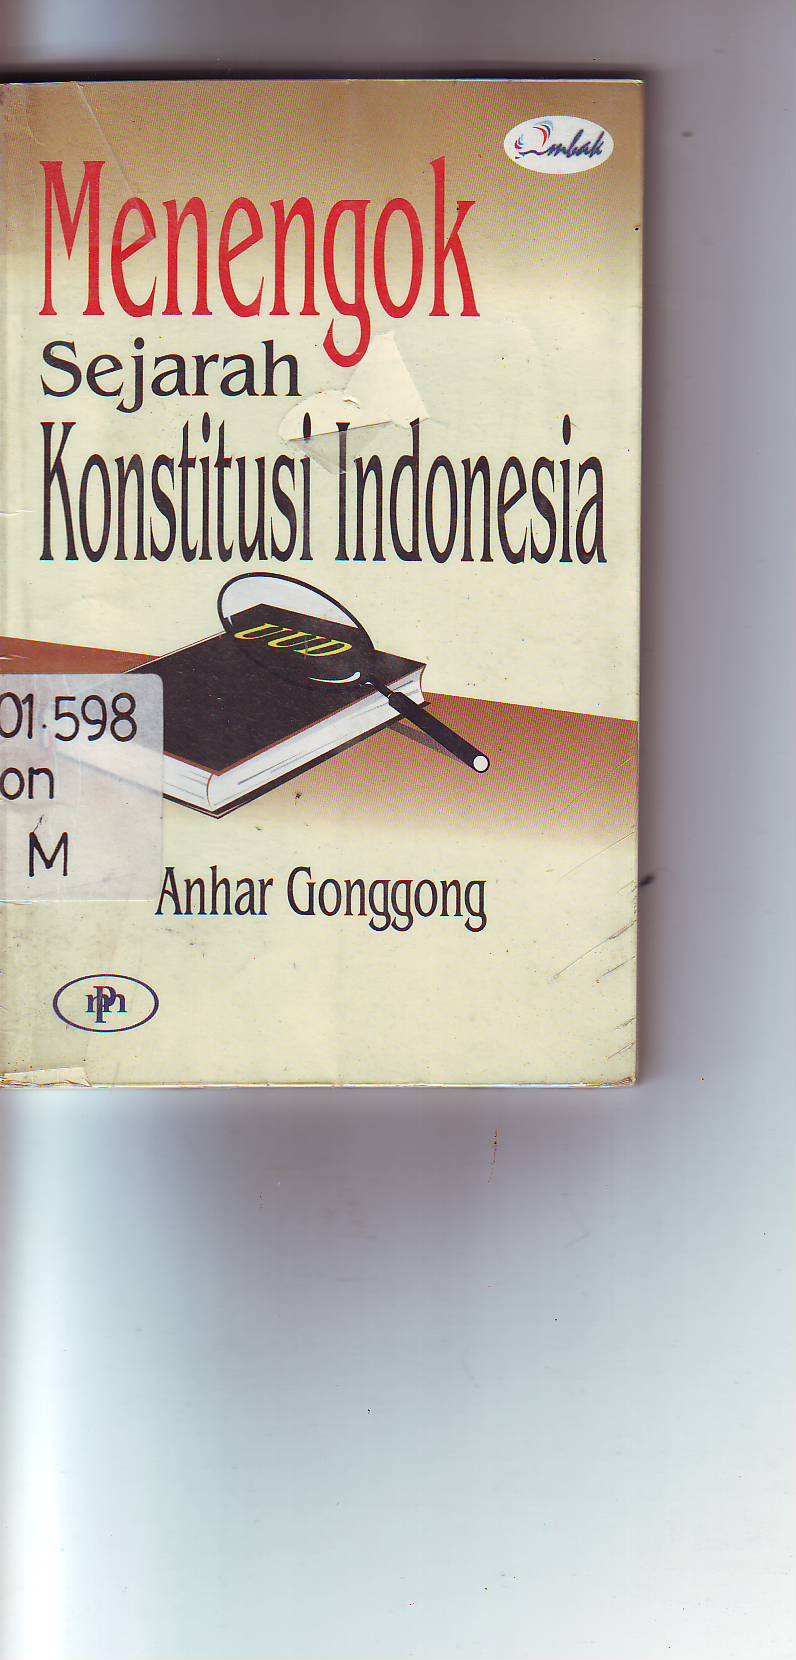 Ombak
Menengok
Sejarah
Konstitusi Indonesia
UUD
01.598
on
M
Anhar Gonggong